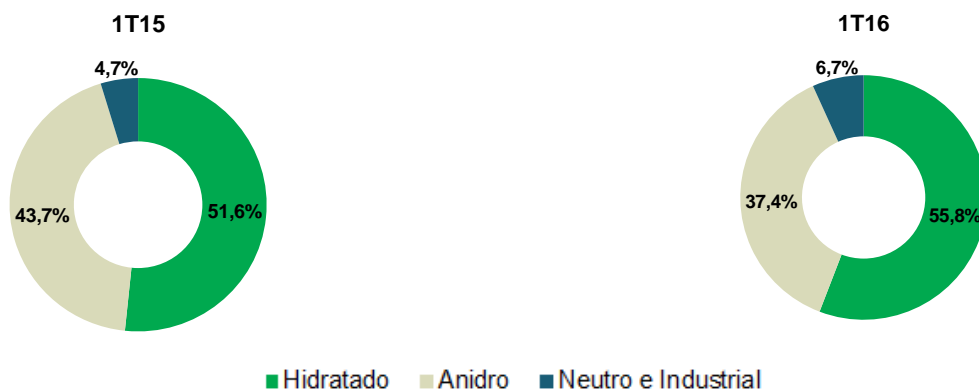 1T15
1T16
4,7%
6,7%
43,7%
51,6%
37,4%
55,8%
Hidratado
Anidro
Neutro e Industrial